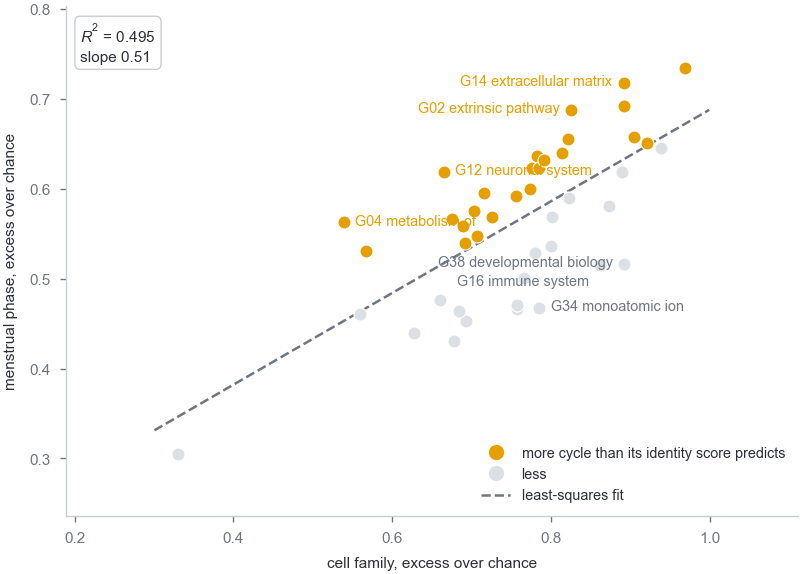 R² = 0.495
slope 0.51
G14 extracellular matrix
G02 extrinsic pathway
G12 neuronal system
G04 metabolism of
G38 developmental biology
G16 immune system
G34 monoatomic ion
more cycle than its identity score predicts
less
least-squares fit
0.8
0.7
0.6
0.5
0.4
0.3
menstrual phase, excess over chance
0.2
0.4
0.6
0.8
1.0
cell family, excess over chance